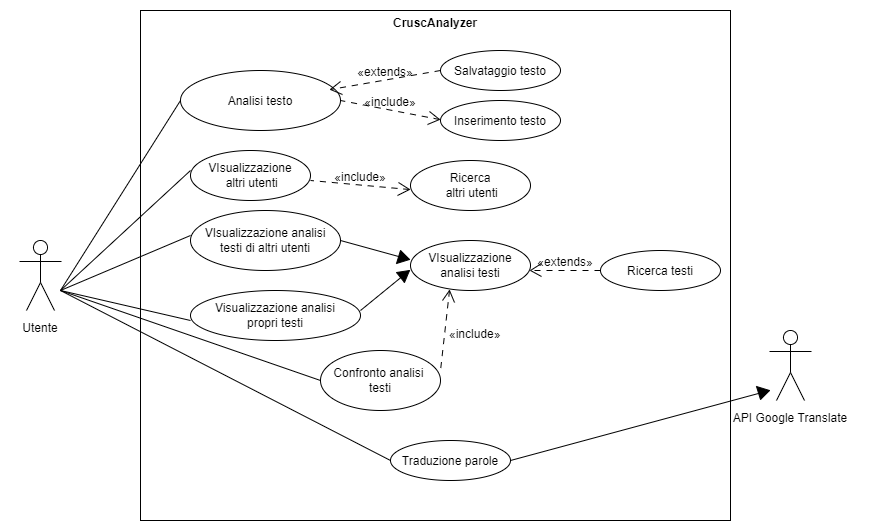 CruscAnalyzer
«extends»
Salvataggio testo
Analisi testo
«include»
Inserimento testo
VIsualizzazione
altri utenti
«include»
Ricerca
altri utenti
VIsualizzazione analisi
testi di altri utenti
VIsualizzazione
analisi testi
«extends»
Ricerca testi
Visualizzazione analisi
propri testi
Utente
«include»
Confronto analisi
testi
API Google Translate
Traduzione parole